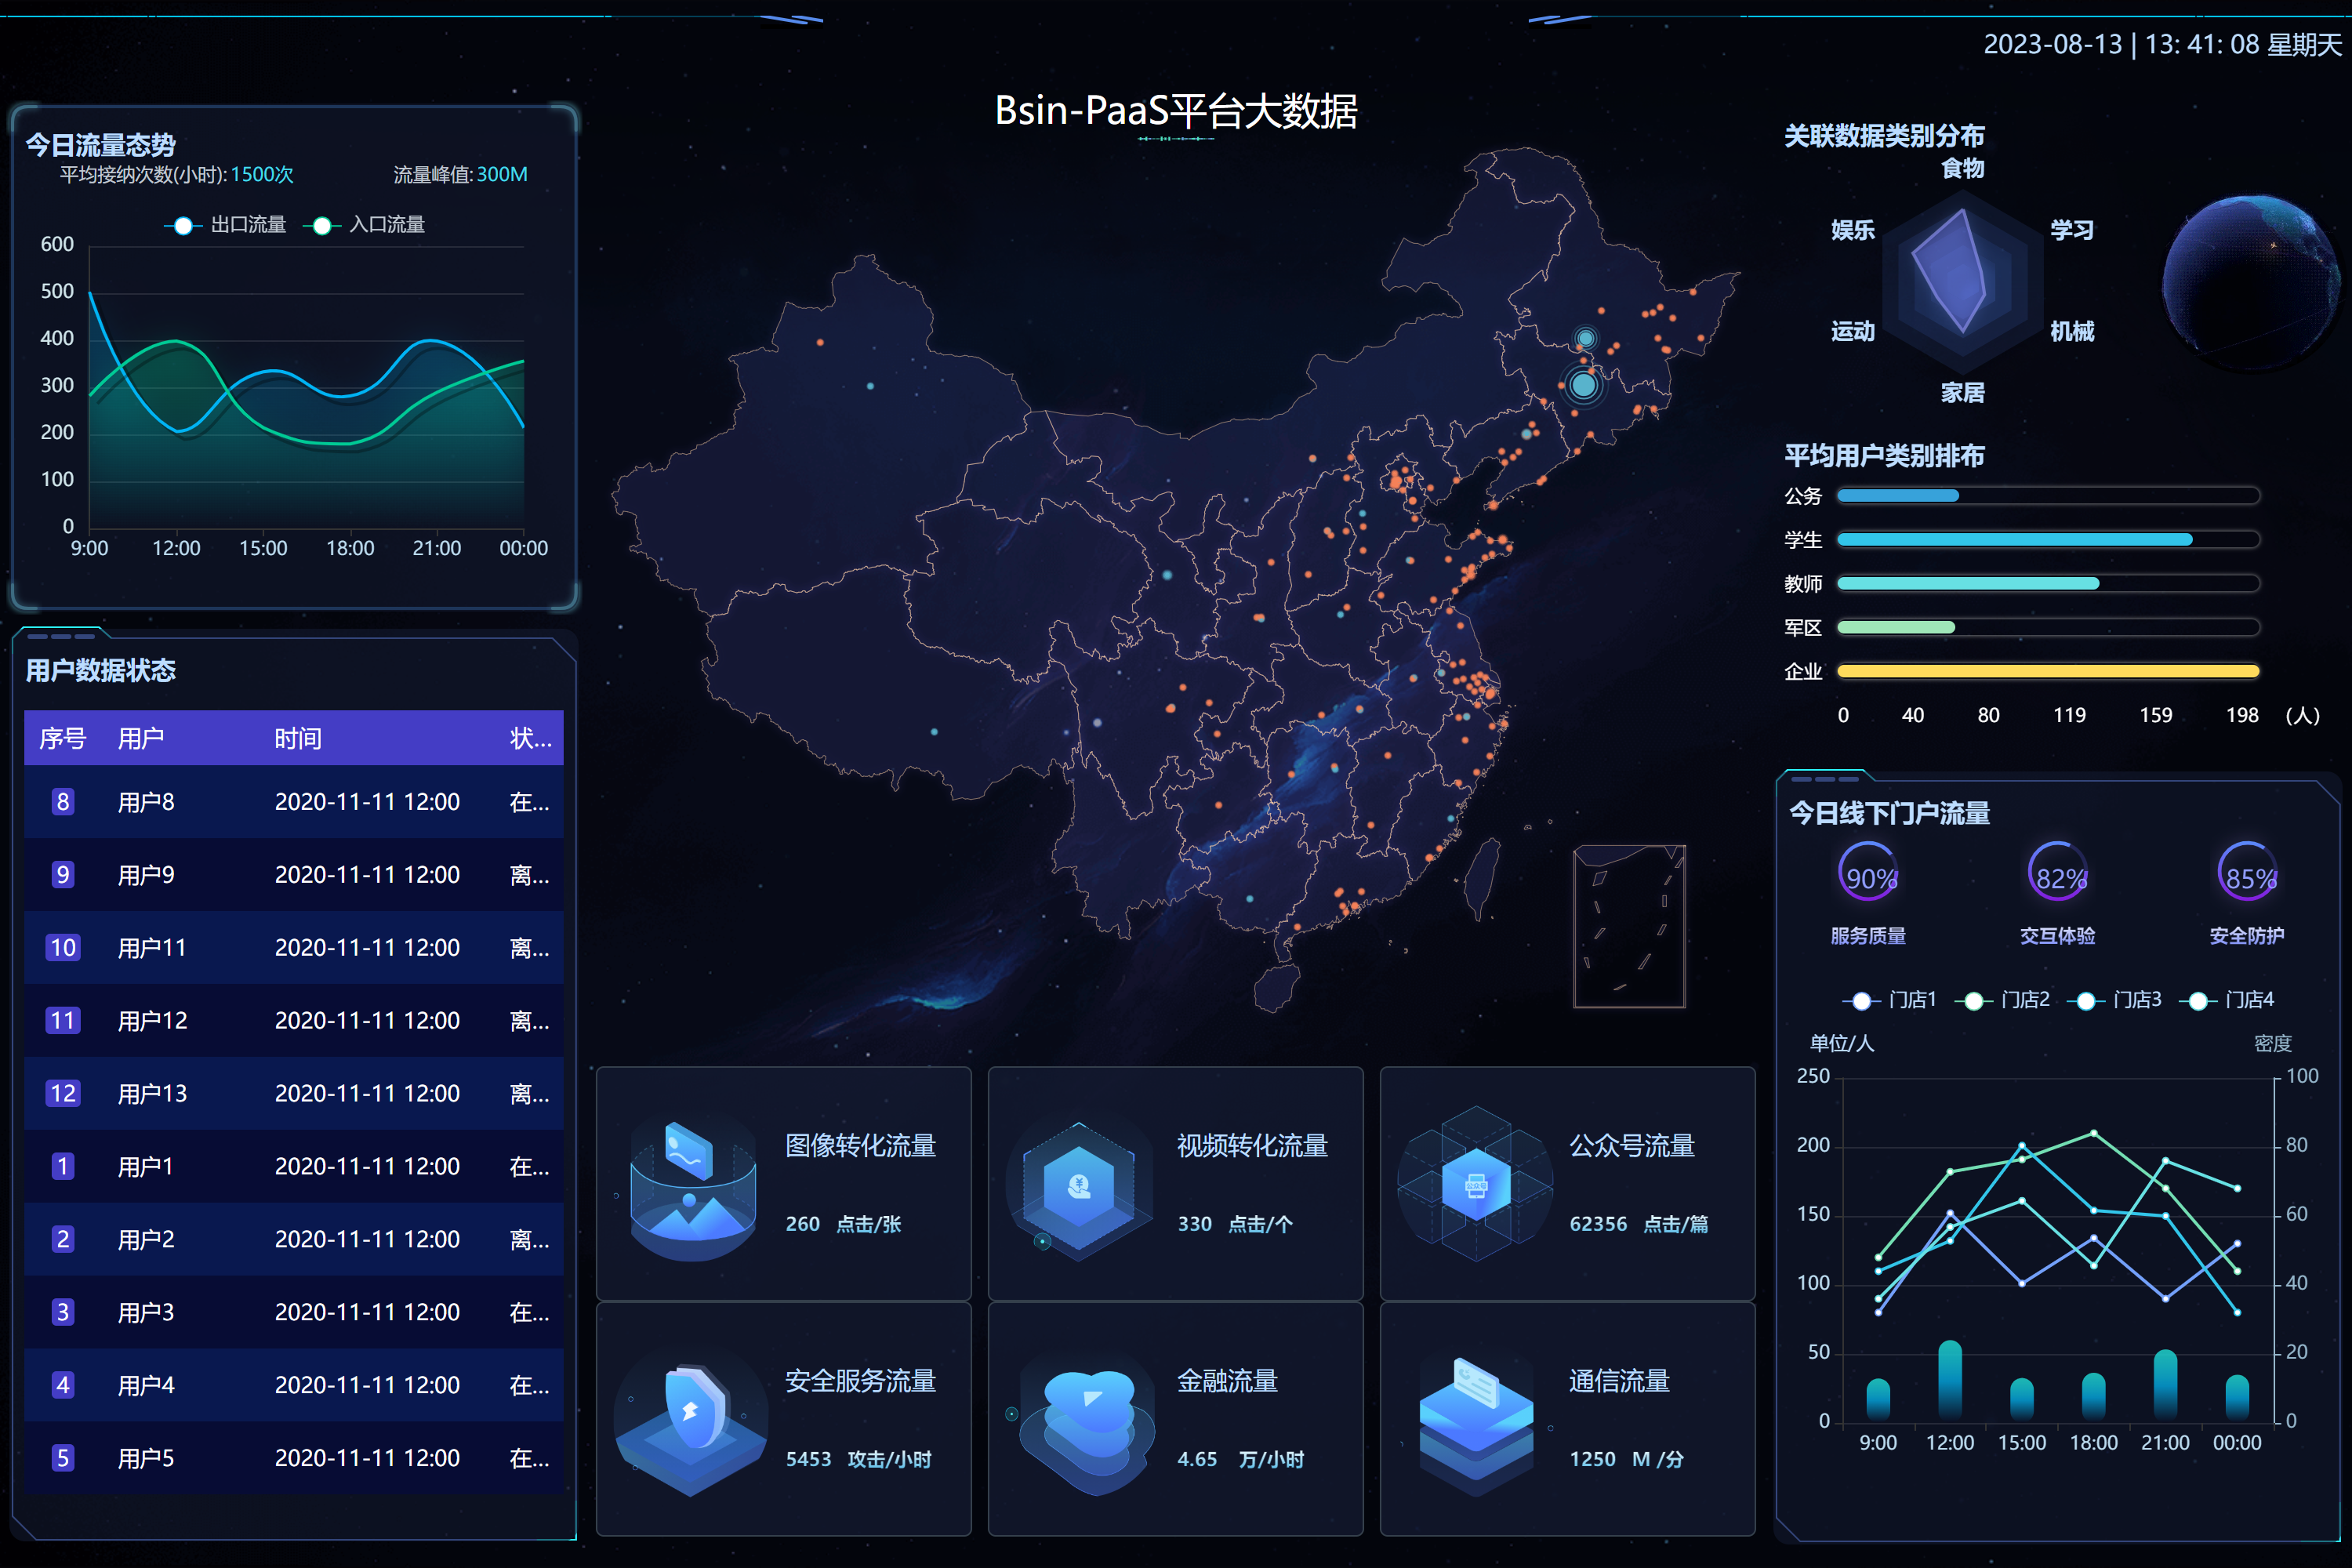 2023-08-13 | 13: 41: 08 星期天
Bsin-PaaS平台大数据
今日流量态势
平均接纳次数(小时): 1500次 流量峰值: 300M
出口流量 入口流量
600
500
400
300
200
100
0
9:00 12:00 15:00 18:00 21:00 00:00
用户数据状态
序号 用户 时间 状...
8 用户8 2020-11-11 12:00 在...
9 用户9 2020-11-11 12:00 离...
10 用户11 2020-11-11 12:00 离...
11 用户12 2020-11-11 12:00 离...
12 用户13 2020-11-11 12:00 离...
1 用户1 2020-11-11 12:00 在...
2 用户2 2020-11-11 12:00 离...
3 用户3 2020-11-11 12:00 在...
4 用户4 2020-11-11 12:00 在...
5 用户5 2020-11-11 12:00 在...
图像转化流量
260 点击/张
视频转化流量
330 点击/个
公众号
公众号流量
62356 点击/篇
安全服务流量
5453 攻击/小时
金融流量
4.65 万/小时
通信流量
1250 M /分
关联数据类别分布
食物
娱乐 学习
运动 机械
家居
平均用户类别排布
公务
学生
教师
军区
企业
0 40 80 119 159 198 (人)
今日线下门户流量
90% 82% 85%
服务质量 交互体验 安全防护
门店1 门店2 门店3 门店4
单位/人 密度
250 100
200 80
150 60
100 40
50 20
0 0
9:00 12:00 15:00 18:00 21:00 00:00